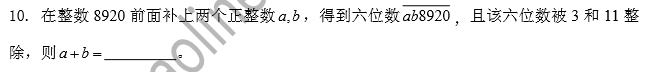 10. 在整数 8920 前面补上两个正整数 a,b，得到六位数 \overline{ab8920}，且该六位数被 3 和 11 整
除，则 a+b=________。